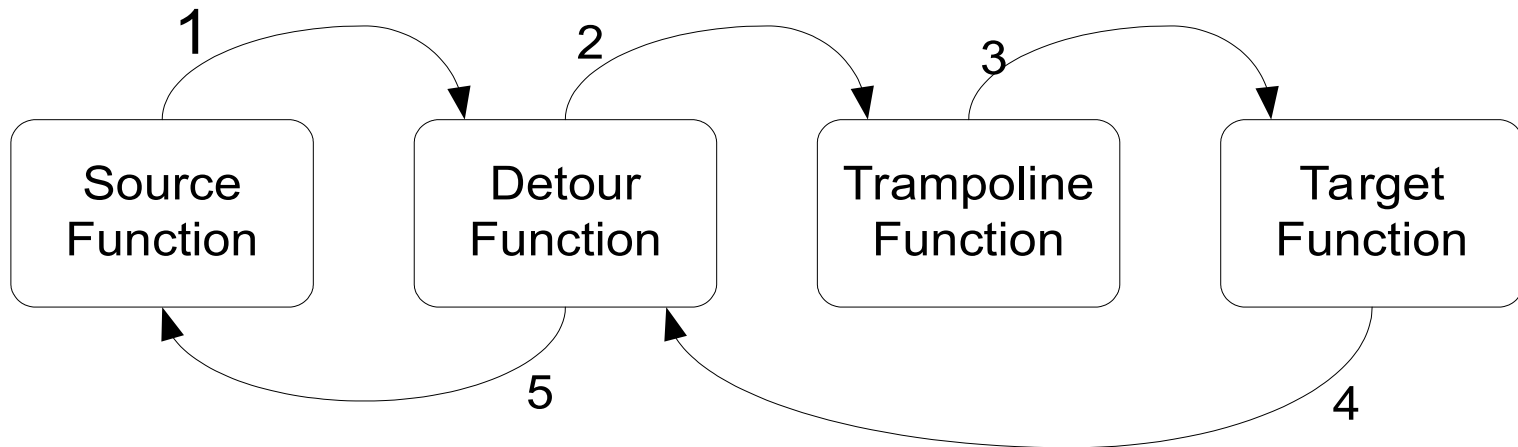 1
2
3
Source
Function
Detour
Function
Trampoline
Function
Target
Function
5
4